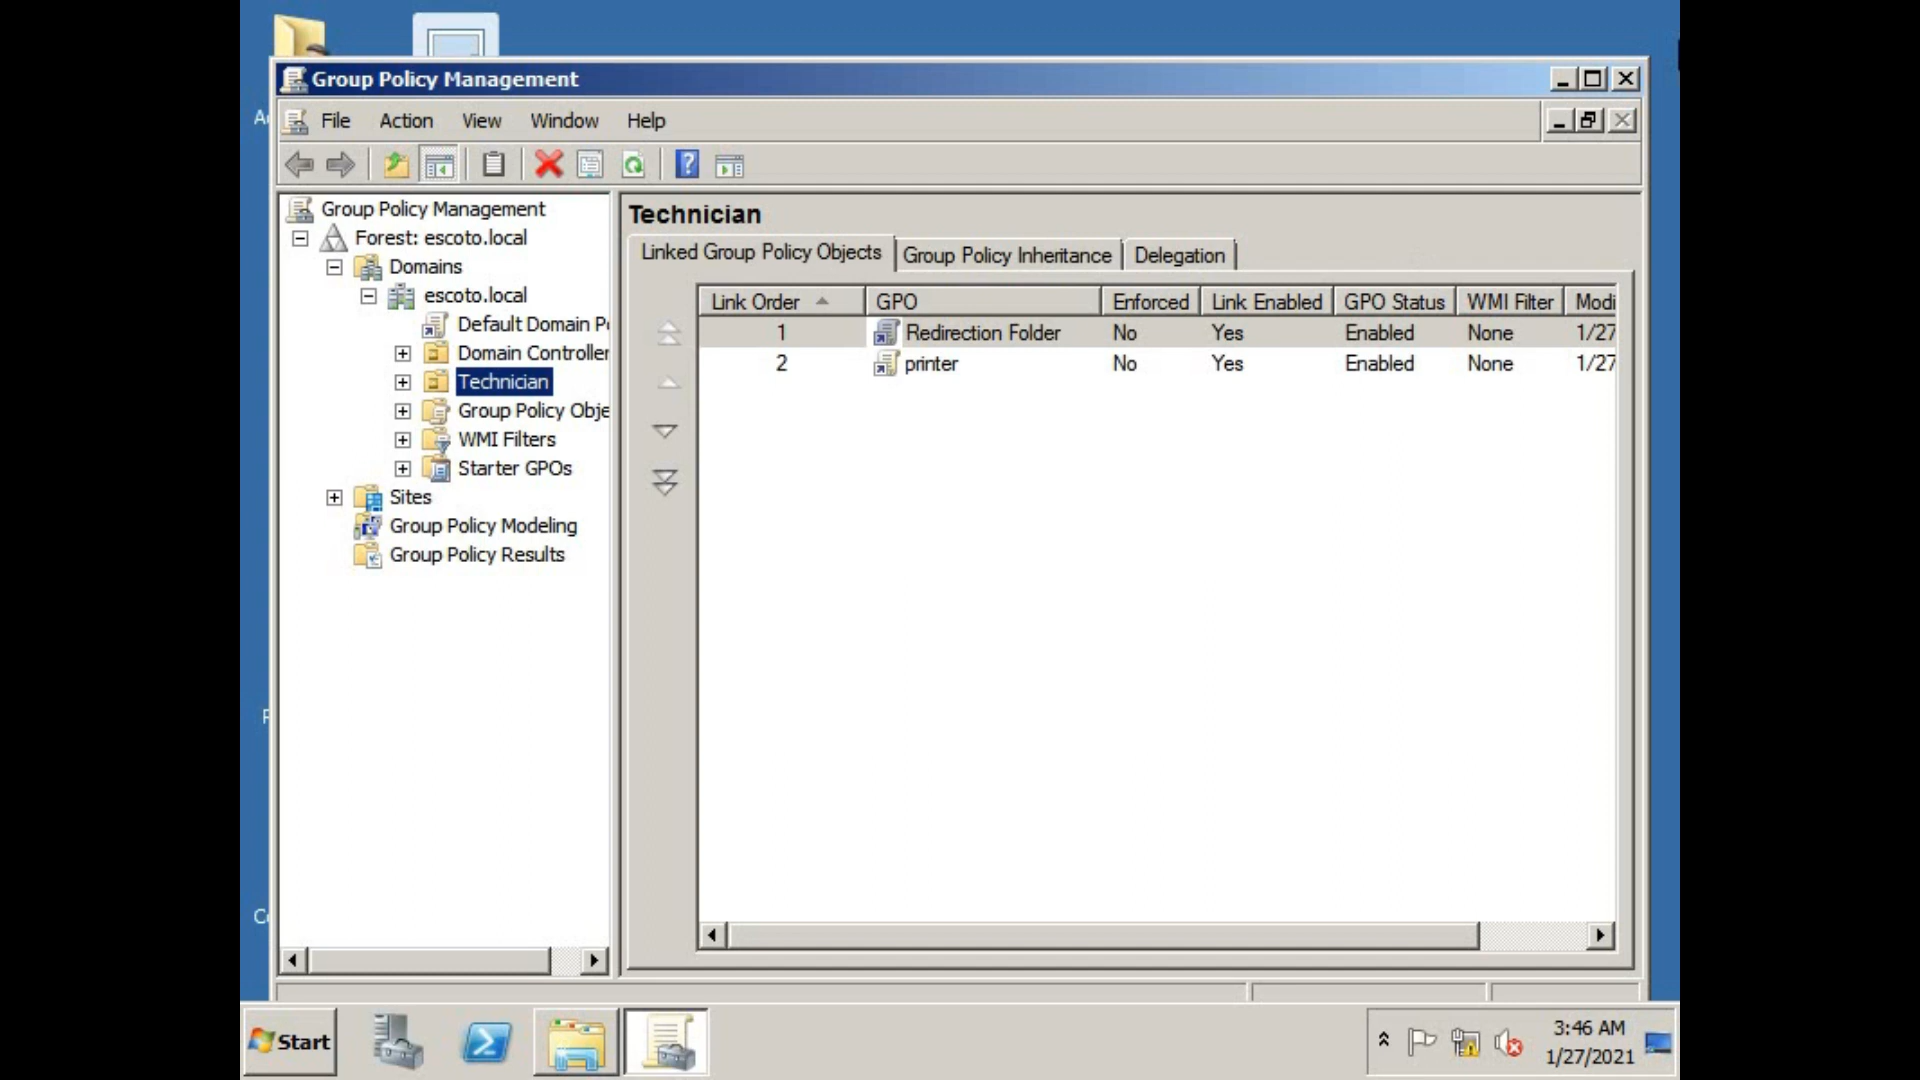 Group Policy Management
File Action View Window Help
Group Policy Management
Forest: escoto.local
Domains
escoto.local
Default Domain
Domain Controller
Technician
Group Policy Obje
WMI Filters
Starter GPOs
Sites
Group Policy Modeling
Group Policy Results
Technician
Linked Group Policy Objects Group Policy Inheritance Delegation
Link Order GPO Enforced Link Enabled GPO Status WMI Filter Modi
1 Redirection Folder No Yes Enabled None 1/27
2 printer No Yes Enabled None 1/27
Start
3:46 AM
1/27/2021